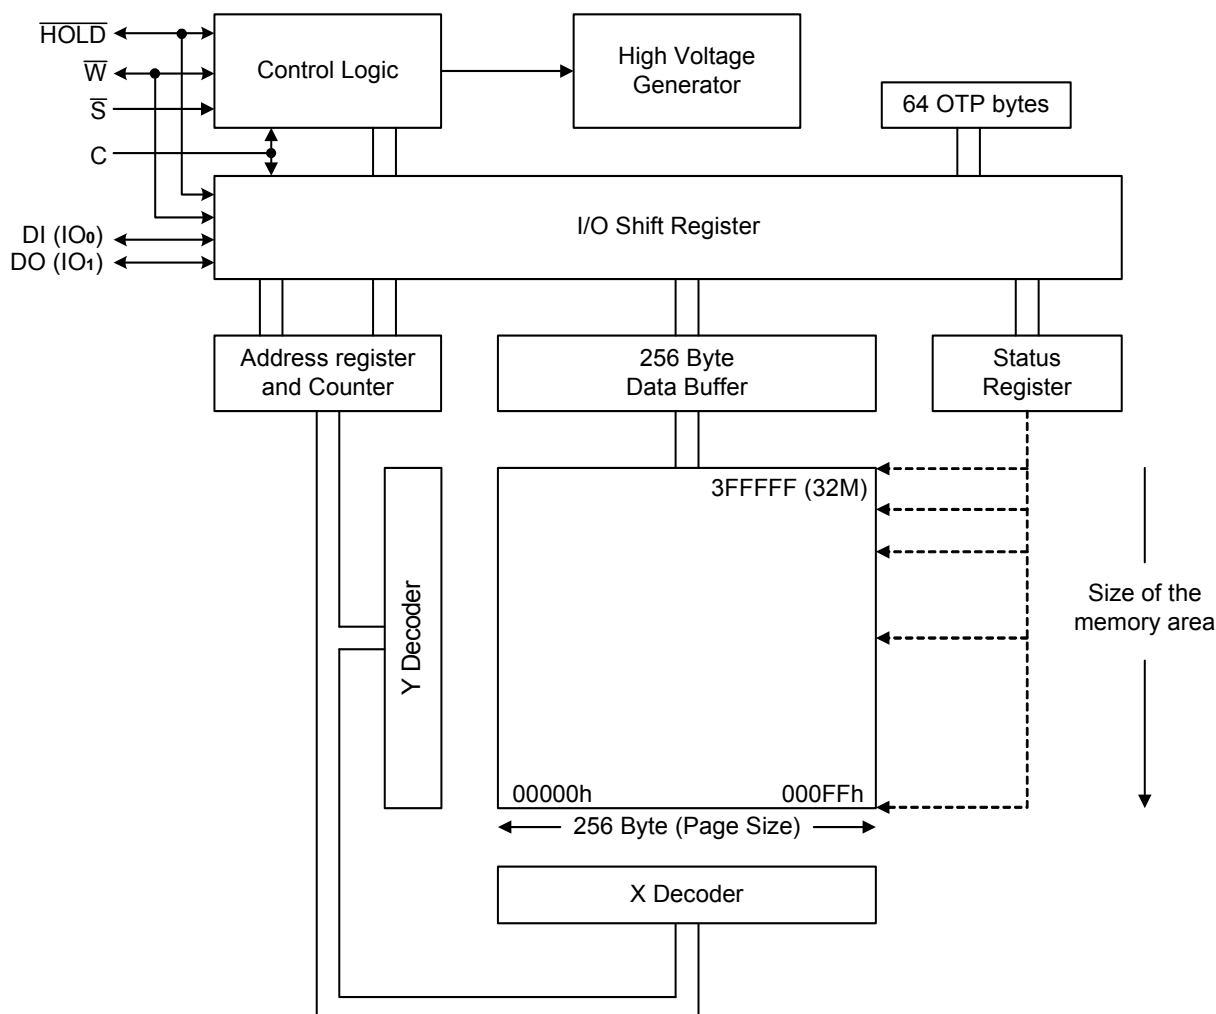 HOLD
W
S
C
DI (IO0)
DO (IO1)
Control Logic
High Voltage
Generator
64 OTP bytes
I/O Shift Register
Address register
and Counter
256 Byte
Data Buffer
Status
Register
Y Decoder
3FFFFF (32M)
00000h
000FFh
256 Byte (Page Size)
Size of the
memory area
X Decoder